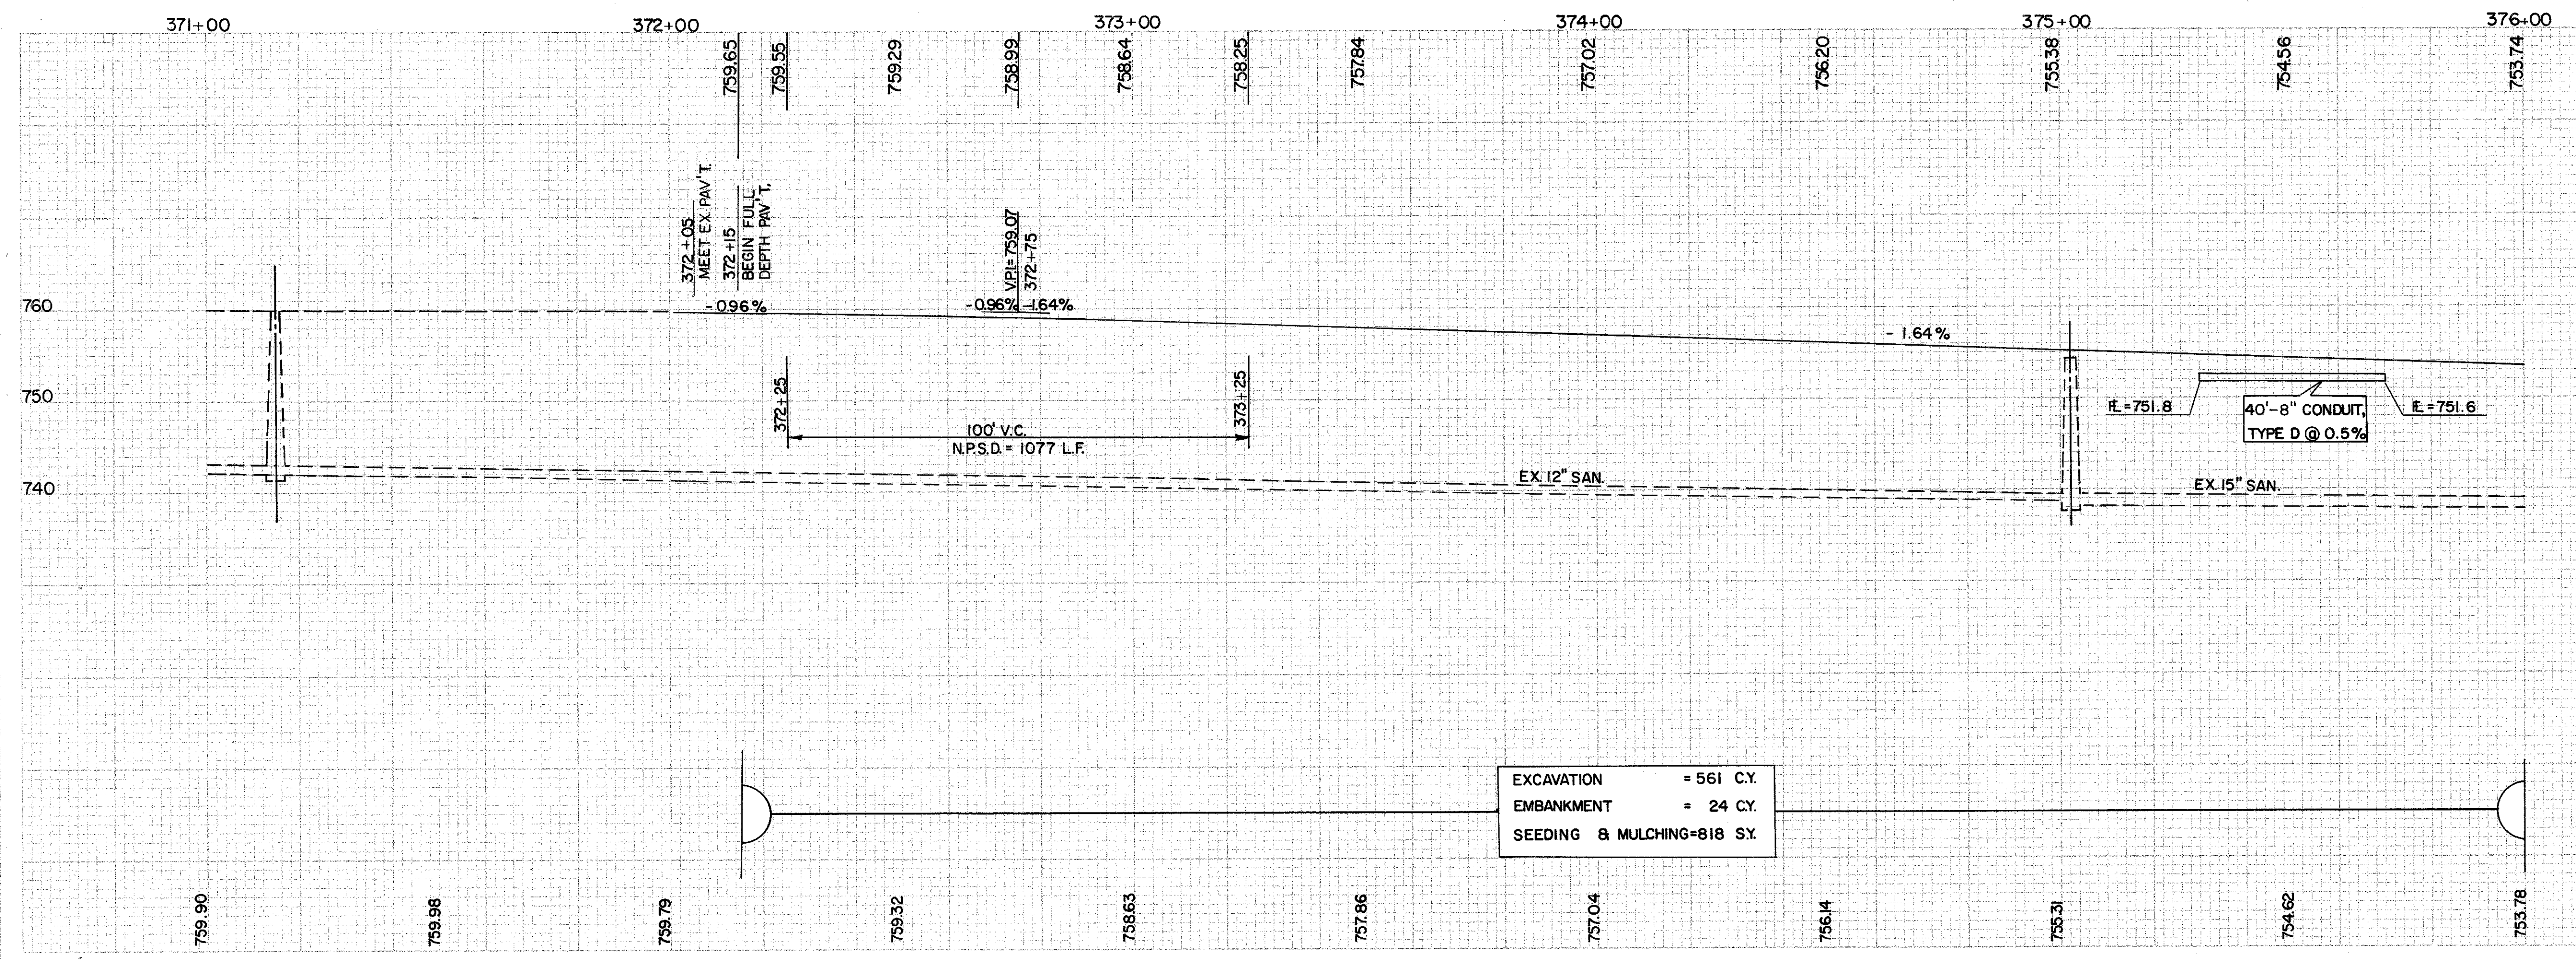 371+00
372+00
373+00
374+00
375+00
376+00
759.65
759.55
759.29
758.99
758.64
758.25
757.84
757.02
756.20
755.38
754.56
753.74
372+05
MEET EX. PAV'T.
372+15
BEGIN FULL
DEPTH PAV'T.
V.P.I.=759.07
372+75
760
-0.96%
-0.96%
-1.64%
-1.64%
750
372+25
373+25
100' V.C.
N.P.S.D. = 1077 L.F.
FL=751.8
40'-8" CONDUIT,
TYPE D @ 0.5%
FL=751.6
740
EX. 12" SAN.
EX. 15" SAN.
EXCAVATION = 561 C.Y.
EMBANKMENT = 24 C.Y.
SEEDING & MULCHING=818 S.Y.
759.90
759.98
759.79
759.32
758.63
757.86
757.04
756.14
755.31
754.62
753.78